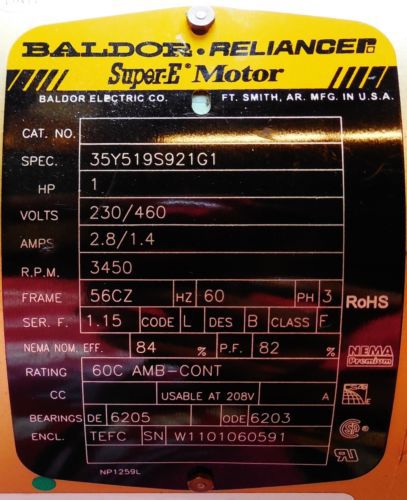 BALDOR • RELIANCER
Super-E® Motor
BALDOR ELECTRIC CO. FT. SMITH, AR. MFG. IN U.S.A.
CAT. NO.
SPEC. 35Y519S921G1
HP 1
VOLTS 230/460
AMPS 2.8/1.4
R.P.M. 3450
FRAME 56CZ HZ 60 PH 3 RoHS
SER. F. 1.15 CODE L DES B CLASS F
NEMA NOM. EFF. 84 % P.F. 82 % NEMA
Premium
RATING 60C AMB-CONT
CC USABLE AT 208V A
BEARINGS DE 6205 ODE 6203
ENCL. TEFC SN W1101060591
NP1259L